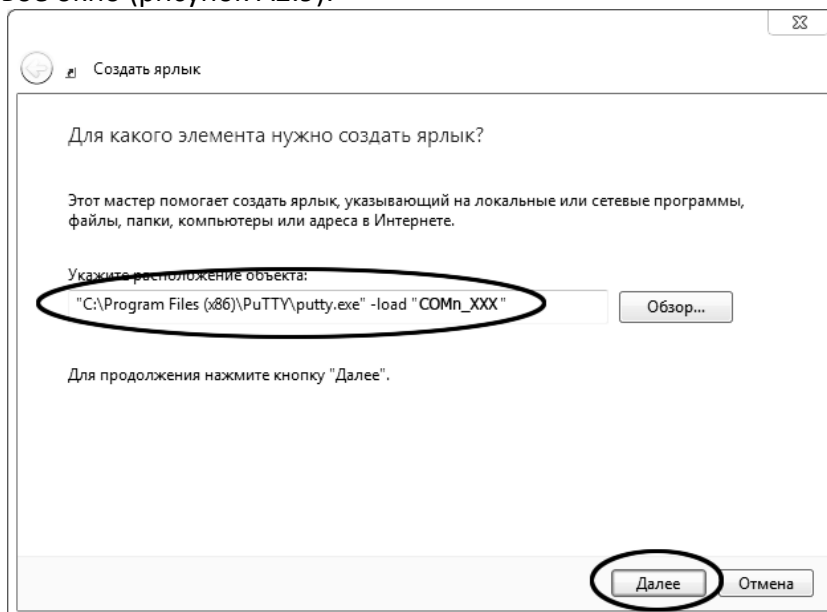 Создать ярлык
Для какого элемента нужно создать ярлык?
Этот мастер помогает создать ярлык, указывающий на локальные или сетевые программы,
файлы, папки, компьютеры или адреса в Интернете.
Укажите расположение объекта:
"C:\Program Files (x86)\PuTTY\putty.exe" -load "COMn_XXX"
Обзор...
Для продолжения нажмите кнопку "Далее".
Далее
Отмена